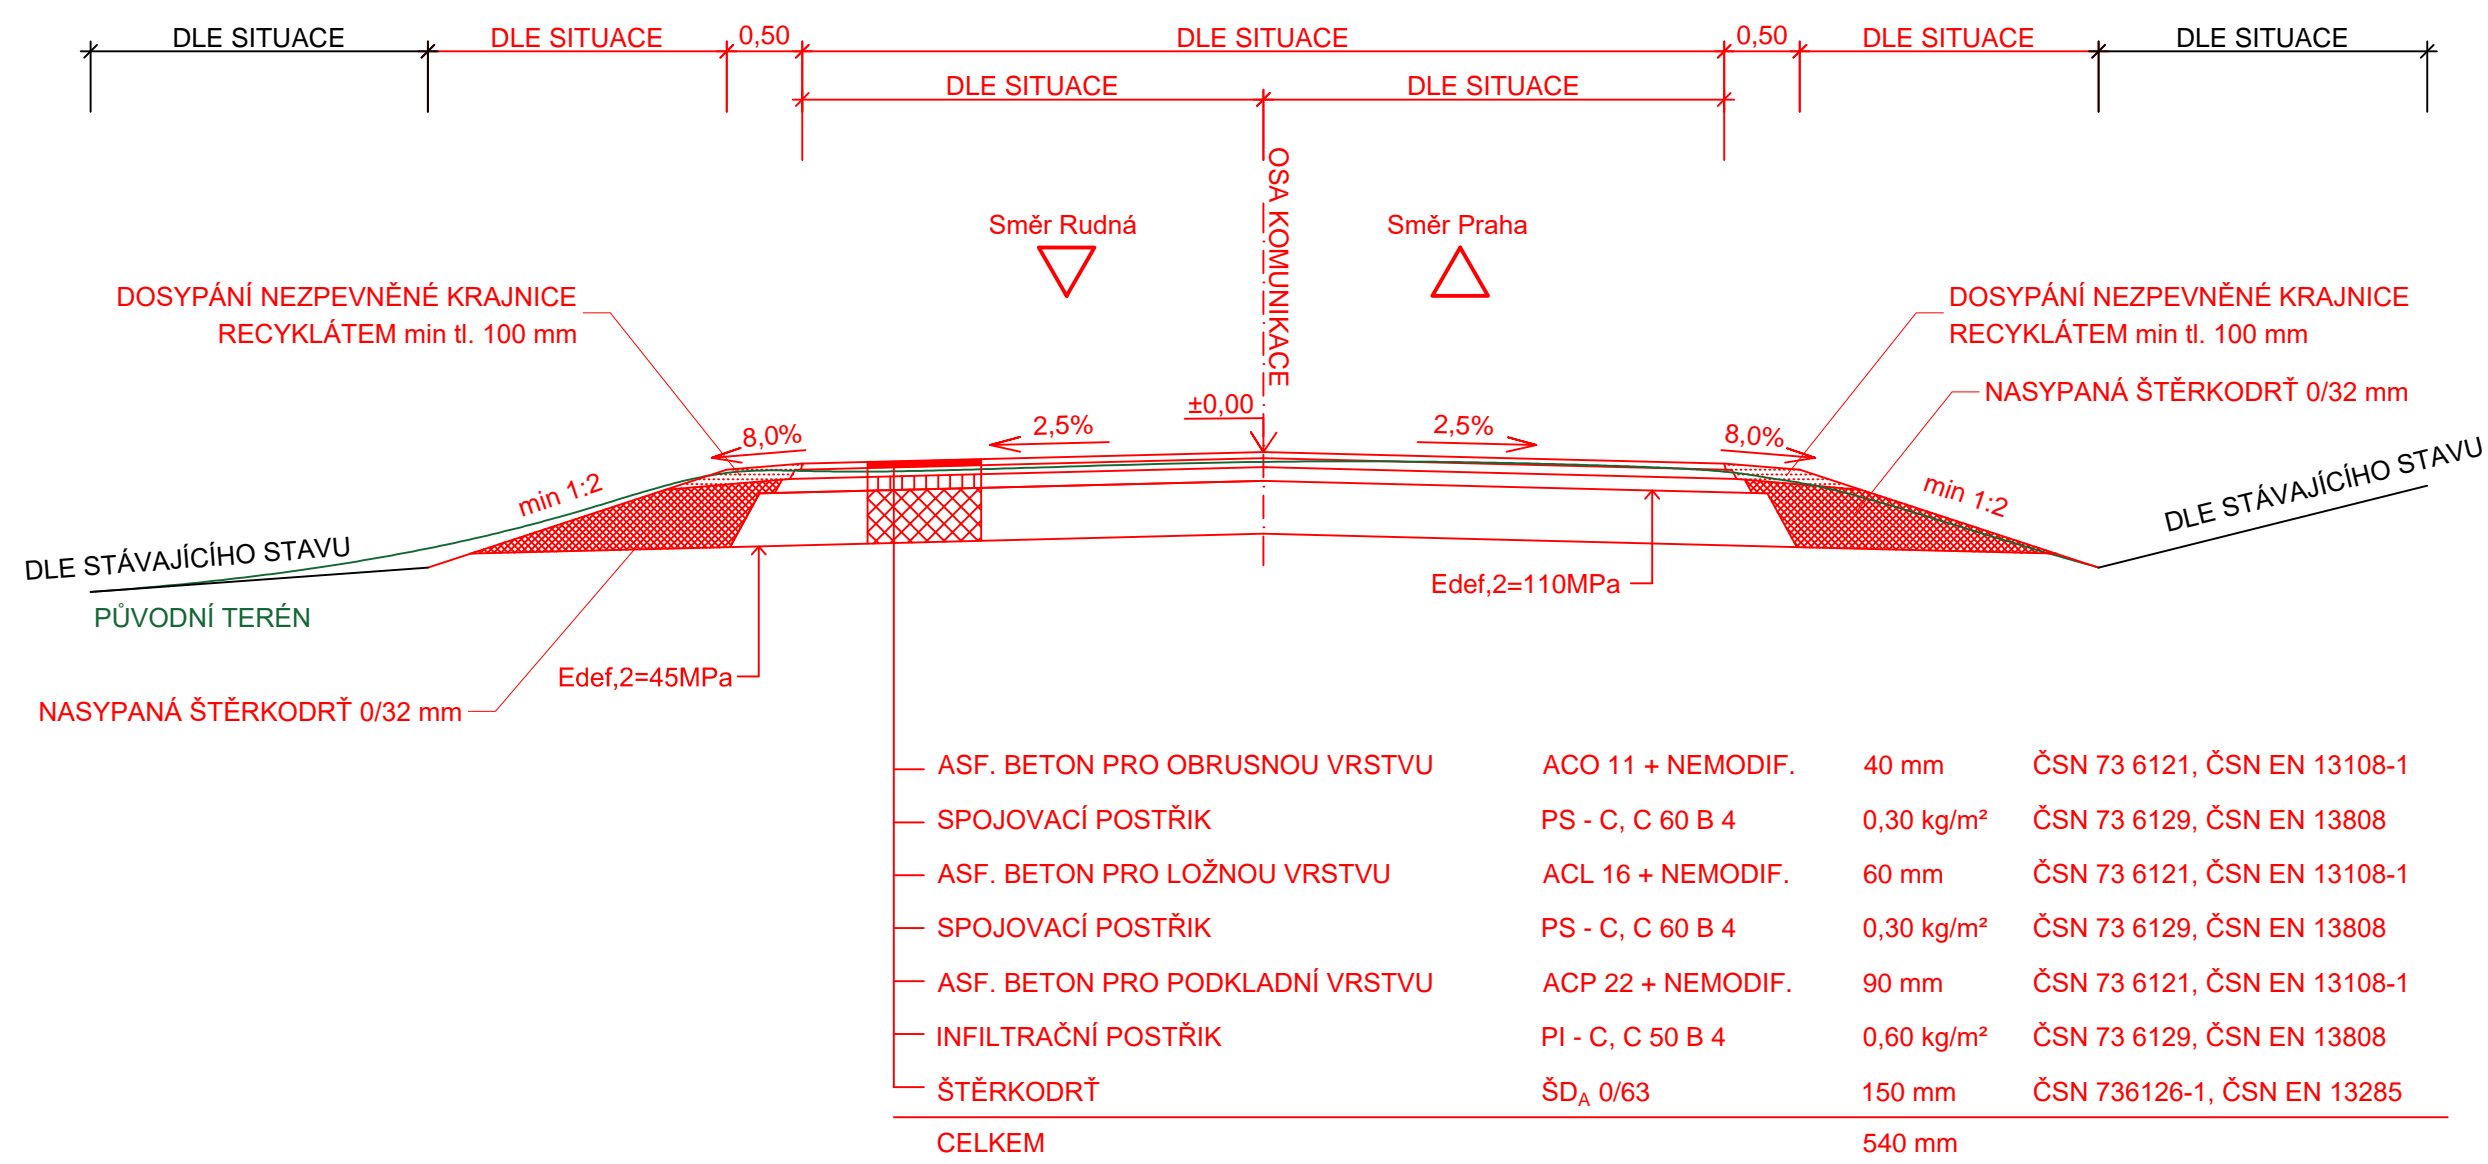 DLE SITUACE DLE SITUACE 0,50 DLE SITUACE 0,50 DLE SITUACE DLE SITUACE
DLE SITUACE DLE SITUACE
OSA KOMUNIKACE
Směr Rudná Směr Praha
DOSYPÁNÍ NEZPEVNĚNÉ KRAJNICE
RECYKLÁTEM min tl. 100 mm
DOSYPÁNÍ NEZPEVNĚNÉ KRAJNICE
RECYKLÁTEM min tl. 100 mm
NASYPANÁ ŠTĚRKODRŤ 0/32 mm
8,0% 2,5% ±0,00 2,5% 8,0%
min 1:2 min 1:2
DLE STÁVAJÍCÍHO STAVU
DLE STÁVAJÍCÍHO STAVU
PŮVODNÍ TERÉN
Edef,2=110MPa
Edef,2=45MPa
NASYPANÁ ŠTĚRKODRŤ 0/32 mm
ASF. BETON PRO OBRUSNOU VRSTVU ACO 11 + NEMODIF. 40 mm ČSN 73 6121, ČSN EN 13108-1
SPOJOVACÍ POSTŘIK PS - C, C 60 B 4 0,30 kg/m² ČSN 73 6129, ČSN EN 13808
ASF. BETON PRO LOŽNOU VRSTVU ACL 16 + NEMODIF. 60 mm ČSN 73 6121, ČSN EN 13108-1
SPOJOVACÍ POSTŘIK PS - C, C 60 B 4 0,30 kg/m² ČSN 73 6129, ČSN EN 13808
ASF. BETON PRO PODKLADNÍ VRSTVU ACP 22 + NEMODIF. 90 mm ČSN 73 6121, ČSN EN 13108-1
INFILTRAČNÍ POSTŘIK PI - C, C 50 B 4 0,60 kg/m² ČSN 73 6129, ČSN EN 13808
ŠTĚRKODRŤ ŠDA 0/63 150 mm ČSN 736126-1, ČSN EN 13285
CELKEM 540 mm